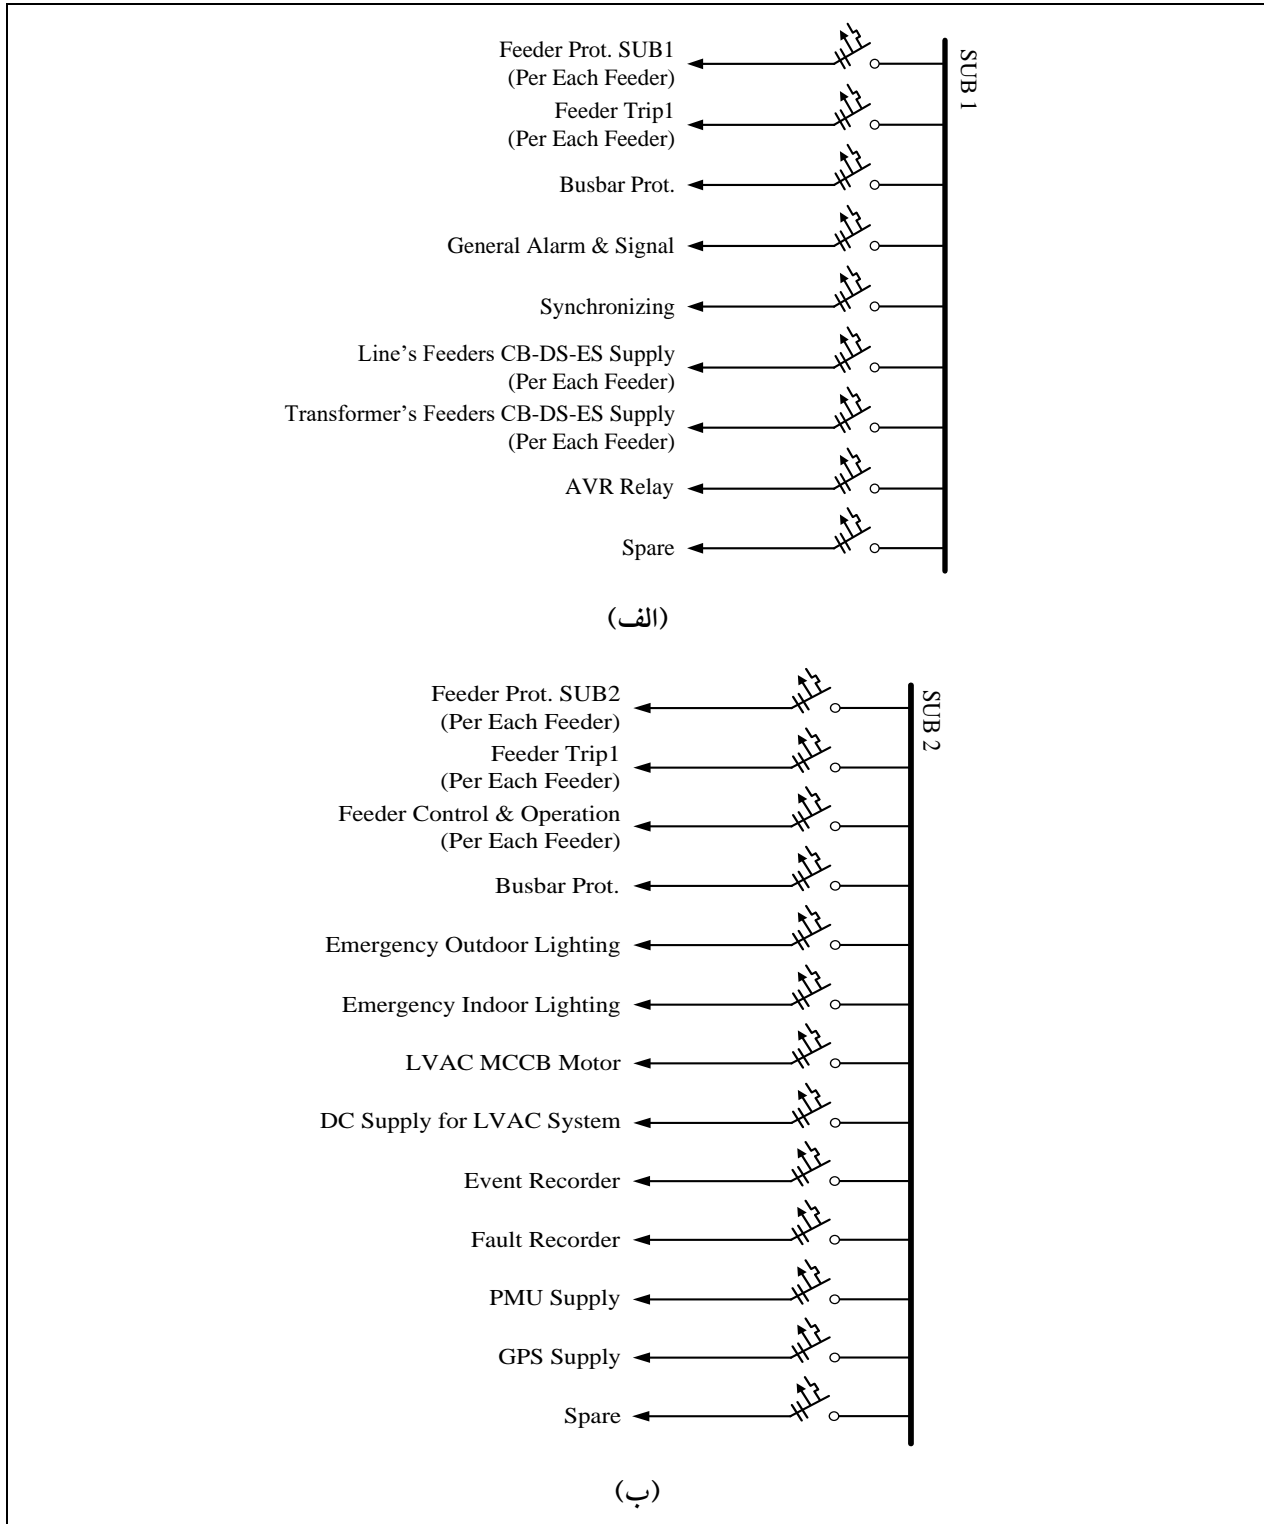 SUB 1
Feeder Prot. SUB1
(Per Each Feeder)
Feeder Trip1
(Per Each Feeder)
Busbar Prot.
General Alarm & Signal
Synchronizing
Line's Feeders CB-DS-ES Supply
(Per Each Feeder)
Transformer's Feeders CB-DS-ES Supply
(Per Each Feeder)
AVR Relay
Spare
(الف)
SUB 2
Feeder Prot. SUB2
(Per Each Feeder)
Feeder Trip1
(Per Each Feeder)
Feeder Control & Operation
(Per Each Feeder)
Busbar Prot.
Emergency Outdoor Lighting
Emergency Indoor Lighting
LVAC MCCB Motor
DC Supply for LVAC System
Event Recorder
Fault Recorder
PMU Supply
GPS Supply
Spare
(ب)